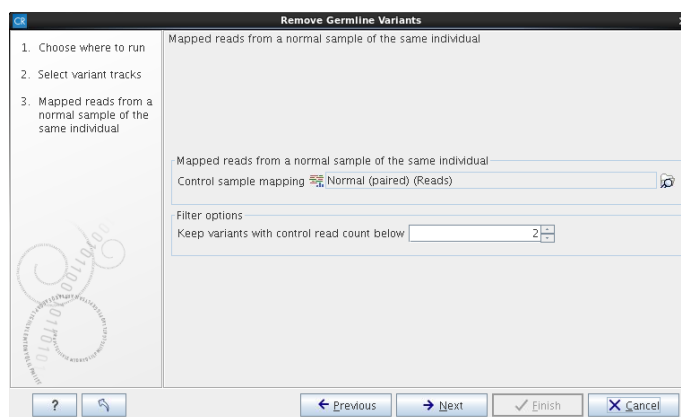 CR
Remove Germline Variants
1. Choose where to run
2. Select variant tracks
3. Mapped reads from a
normal sample of the
same individual
Mapped reads from a normal sample of the same individual
Mapped reads from a normal sample of the same individual
Control sample mapping Normal (paired) (Reads)
Filter options
Keep variants with control read count below 2
?
Previous
Next
Finish
Cancel